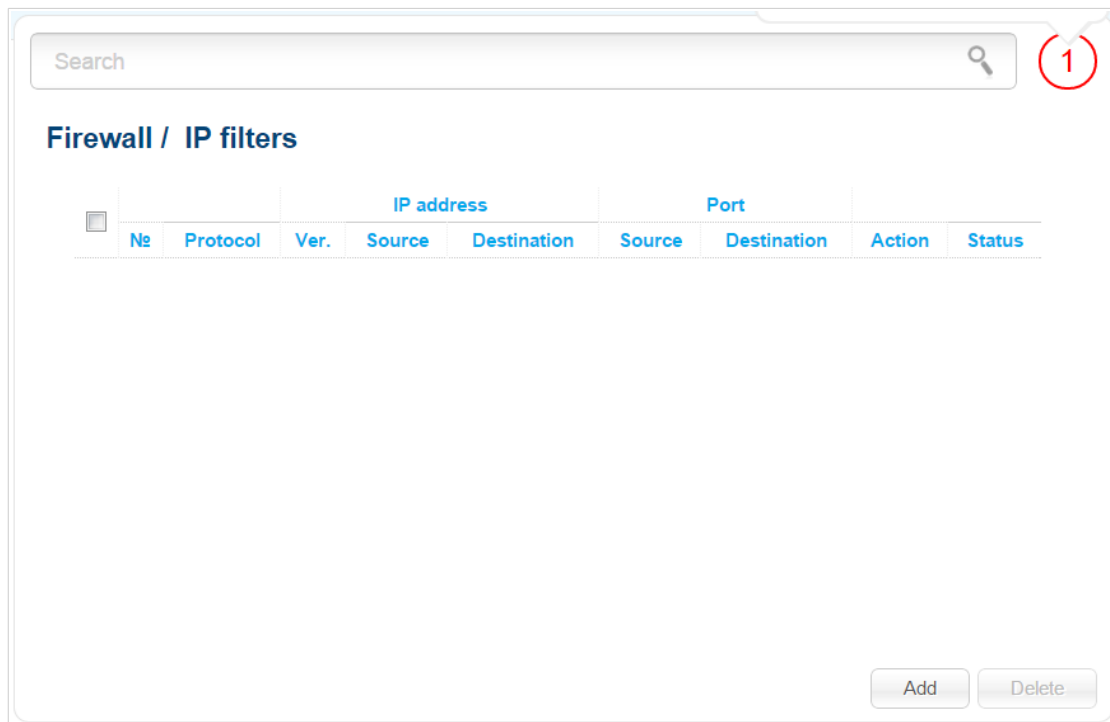 Search
1
Firewall / IP filters
IP address Port
№ Protocol Ver. Source Destination Source Destination Action Status
Add Delete